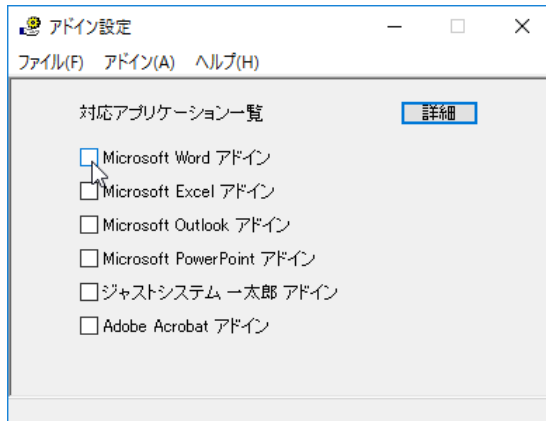 アドイン設定
ファイル(F) アドイン(A) ヘルプ(H)
対応アプリケーション一覧 詳細
Microsoft Word アドイン
Microsoft Excel アドイン
Microsoft Outlook アドイン
Microsoft PowerPoint アドイン
ジャストシステム 一太郎 アドイン
Adobe Acrobat アドイン